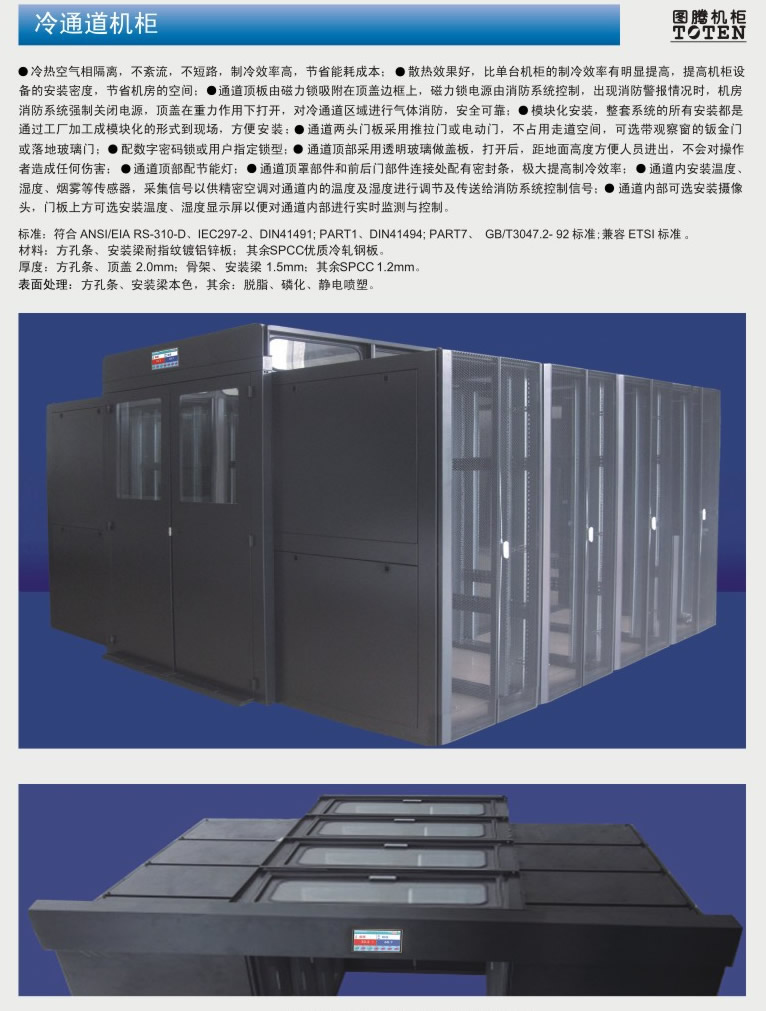 冷通道机柜
图腾机柜
TOTEN
●冷热空气相隔离，不紊流，不短路，制冷效率高，节省能耗成本；●散热效果好，比单台机柜的制冷效率有明显提高，提高机柜设
备的安装密度，节省机房的空间；●通道顶板由磁力锁吸附在顶盖边框上，磁力锁电源由消防系统控制，出现消防警报情况时，机房
消防系统强制关闭电源，顶盖在重力作用下打开，对冷通道区域进行气体消防，安全可靠；●模块化安装，整套系统的所有安装都是
通过工厂加工成模块化的形式到现场，方便安装；●通道两头门板采用推拉门或电动门，不占用走道空间，可选带观察窗的钣金门
或落地玻璃门；●配数字密码锁或用户指定锁型；●通道顶部采用透明玻璃做盖板，打开后，距地面高度方便人员进出，不会对操作
者造成任何伤害；●通道顶部配节能灯；●通道顶罩部件和前后门部件连接处配有密封条，极大提高制冷效率；●通道内安装温度、
湿度、烟雾等传感器，采集信号以供精密空调对通道内的温度及湿度进行调节及传送给消防系统控制信号；●通道内部可选安装摄像
头，门板上方可选安装温度、湿度显示屏以便对通道内部进行实时监测与控制。
标准：符合 ANSI/EIA RS-310-D、IEC297-2、DIN41491; PART1、DIN41494; PART7、 GB/T3047.2- 92 标准;兼容 ETSI 标准 。
材料：方孔条、安装梁耐指纹镀铝锌板；其余SPCC优质冷轧钢板。
厚度：方孔条、顶盖 2.0mm；骨架、安装梁 1.5mm；其余SPCC 1.2mm。
表面处理：方孔条、安装梁本色，其余：脱脂、磷化、静电喷塑。